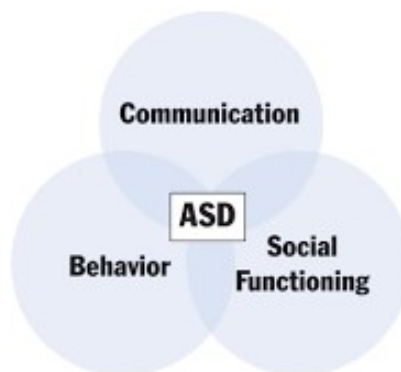 Communication
ASD
Behavior
Social
Functioning